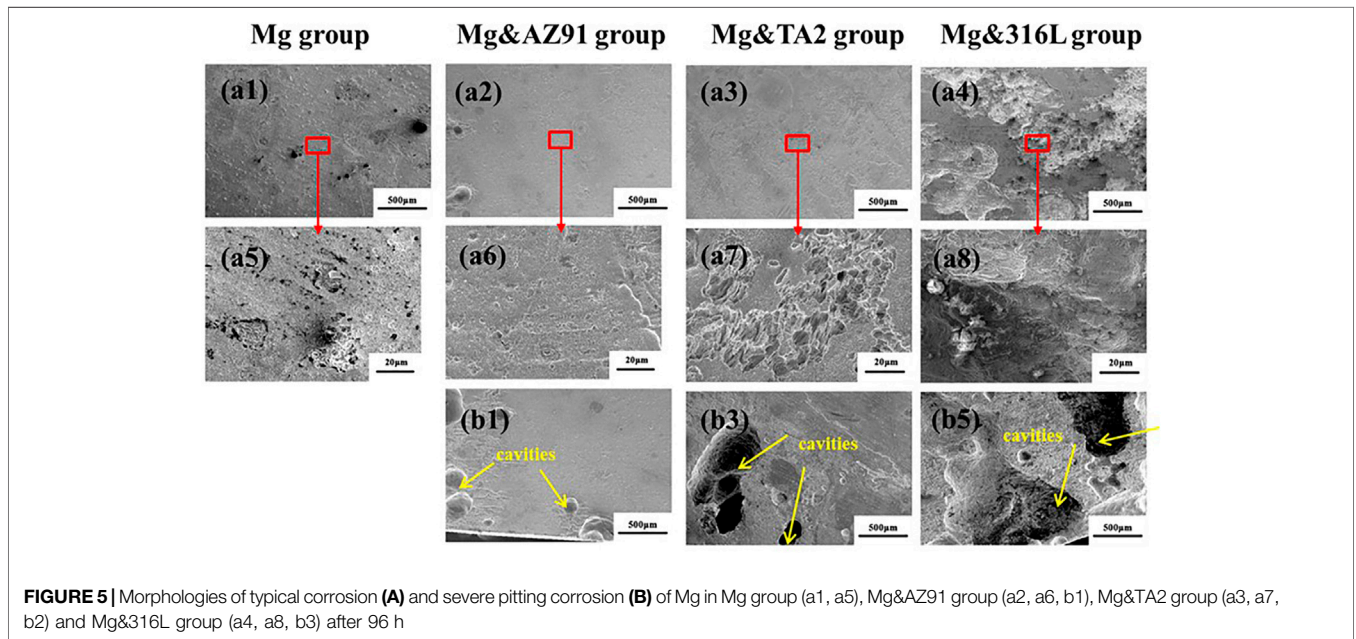 Mg group Mg&AZ91 group Mg&TA2 group Mg&316L group
(a1) (a2) (a3) (a4)
500μm 500μm 500μm 500μm
(a5) (a6) (a7) (a8)
20μm 20μm 20μm 20μm
(b1) (b3) (b5)
cavities cavities cavities
500μm 500μm 500μm
FIGURE 5 | Morphologies of typical corrosion (A) and severe pitting corrosion (B) of Mg in Mg group (a1, a5), Mg&AZ91 group (a2, a6, b1), Mg&TA2 group (a3, a7,
b2) and Mg&316L group (a4, a8, b3) after 96 h